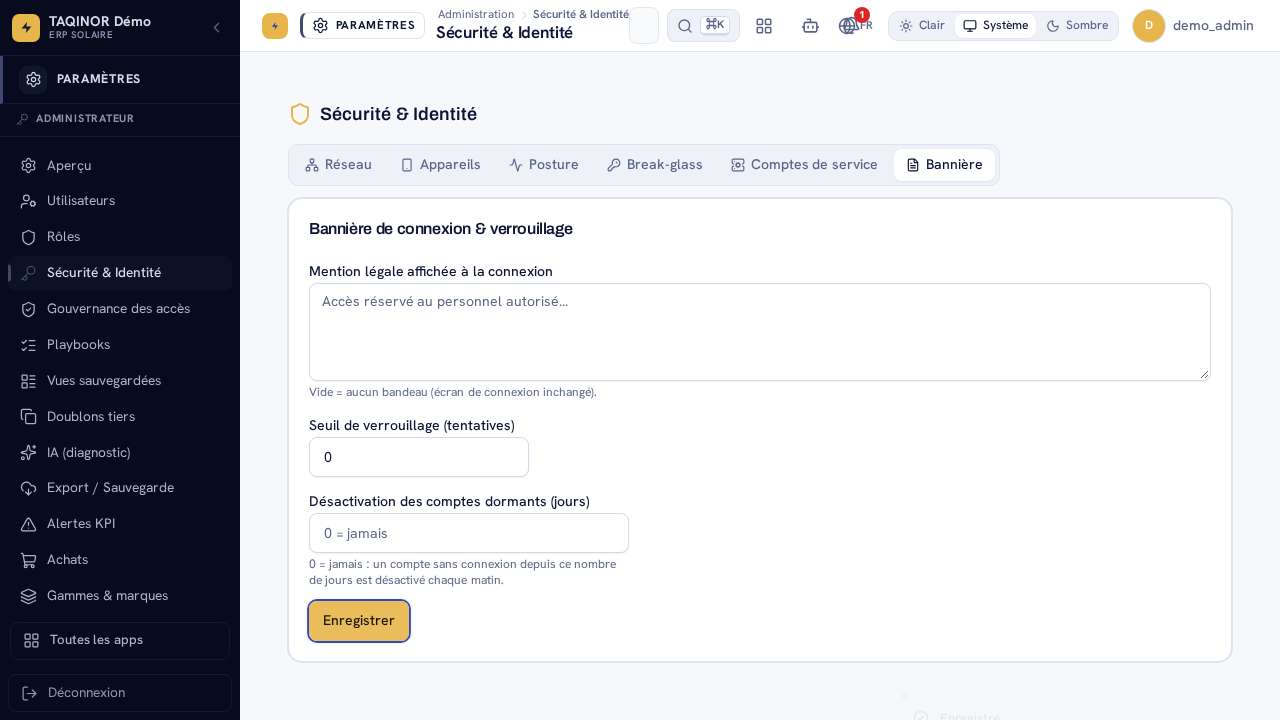 TAQINOR Démo
ERP SOLAIRE
PARAMÈTRES
ADMINISTRATEUR
Aperçu
Utilisateurs
Rôles
Sécurité & Identité
Gouvernance des accès
Playbooks
Vues sauvegardées
Doublons tiers
IA (diagnostic)
Export / Sauvegarde
Alertes KPI
Achats
Gammes & marques
Toutes les apps
Déconnexion
PARAMÈTRES
Administration
Sécurité & Identité
Sécurité & Identité
⌘K
FR
1
Clair
Système
Sombre
D
demo_admin
Sécurité & Identité
Réseau
Appareils
Posture
Break-glass
Comptes de service
Bannière
Bannière de connexion & verrouillage
Mention légale affichée à la connexion
Accès réservé au personnel autorisé...
Vide = aucun bandeau (écran de connexion inchangé).
Seuil de verrouillage (tentatives)
0
Désactivation des comptes dormants (jours)
0 = jamais
0 = jamais : un compte sans connexion depuis ce nombre
de jours est désactivé chaque matin.
Enregistrer
Enregistré